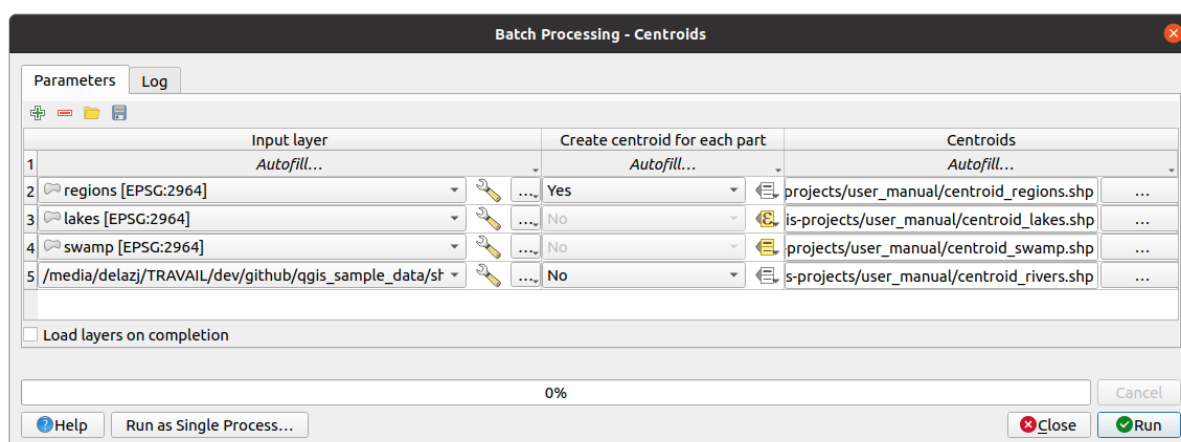 Batch Processing - Centroids
Parameters Log
Input layer Create centroid for each part Centroids
1 Autofill... Autofill... Autofill...
2 regions [EPSG:2964] ... Yes projects/user_manual/centroid_regions.shp ...
3 lakes [EPSG:2964] ... No is-projects/user_manual/centroid_lakes.shp ...
4 swamp [EPSG:2964] ... No projects/user_manual/centroid_swamp.shp ...
5 /media/delazj/TRAVAIL/dev/github/qgis_sample_data/sh ... No s-projects/user_manual/centroid_rivers.shp ...
Load layers on completion
0% Cancel
Help Run as Single Process... Close Run